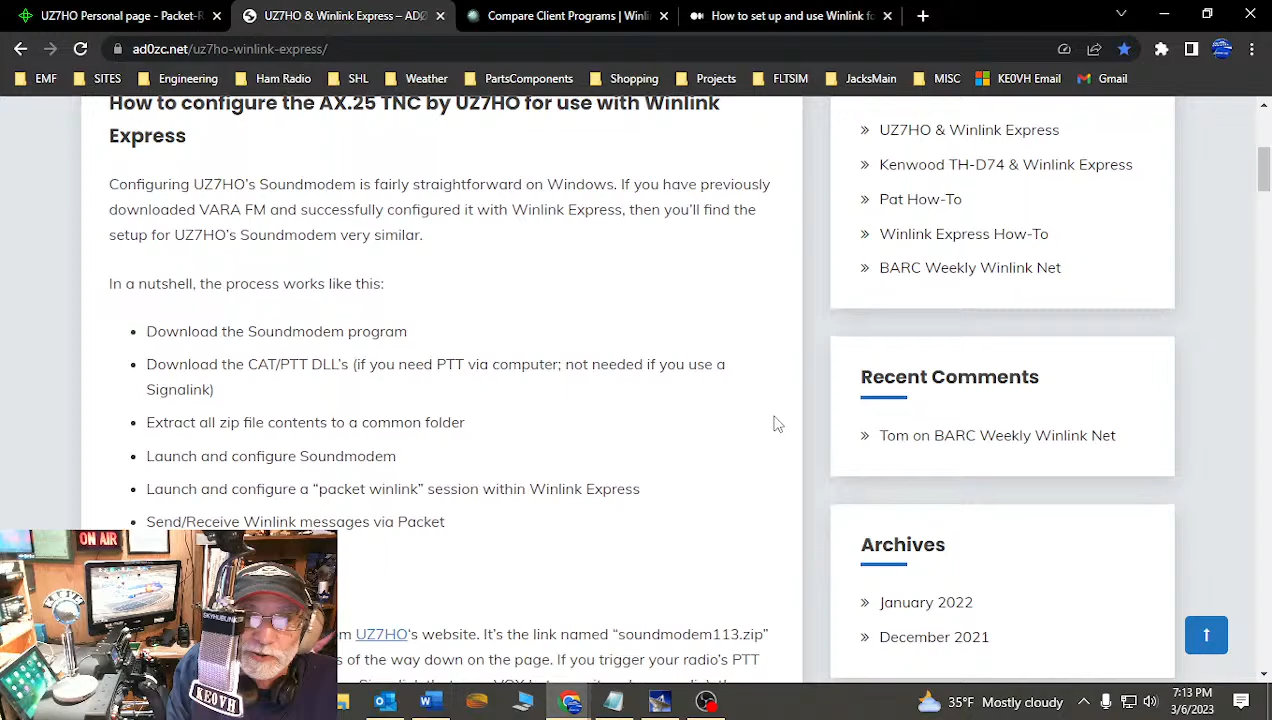 UZ7HO Personal page - Packet-R
UZ7HO & Winlink Express – ADØ
Compare Client Programs | Winli
How to set up and use Winlink fo
ad0zc.net/uz7ho-winlink-express/
EMF
SITES
Engineering
Ham Radio
SHL
Weather
PartsComponents
Shopping
Projects
FLTSIM
JacksMain
MISC
KE0VH Email
Gmail
How to configure the AX.25 TNC by UZ7HO for use with Winlink
Express
Configuring UZ7HO's Soundmodem is fairly straightforward on Windows. If you have previously
downloaded VARA FM and successfully configured it with Winlink Express, then you'll find the
setup for UZ7HO's Soundmodem very similar.
In a nutshell, the process works like this:
• Download the Soundmodem program
• Download the CAT/PTT DLL's (if you need PTT via computer; not needed if you use a
Signalink)
• Extract all zip file contents to a common folder
• Launch and configure Soundmodem
• Launch and configure a “packet winlink” session within Winlink Express
• Send/Receive Winlink messages via Packet
m UZ7HO's website. It's the link named “soundmodem113.zip”
s of the way down on the page. If you trigger your radio's PTT
» UZ7HO & Winlink Express
» Kenwood TH-D74 & Winlink Express
» Pat How-To
» Winlink Express How-To
» BARC Weekly Winlink Net
Recent Comments
» Tom on BARC Weekly Winlink Net
Archives
» January 2022
» December 2021
ON AIR
SKYHUBLINK
KE0VH
35°F Mostly cloudy
7:13 PM
3/6/2023